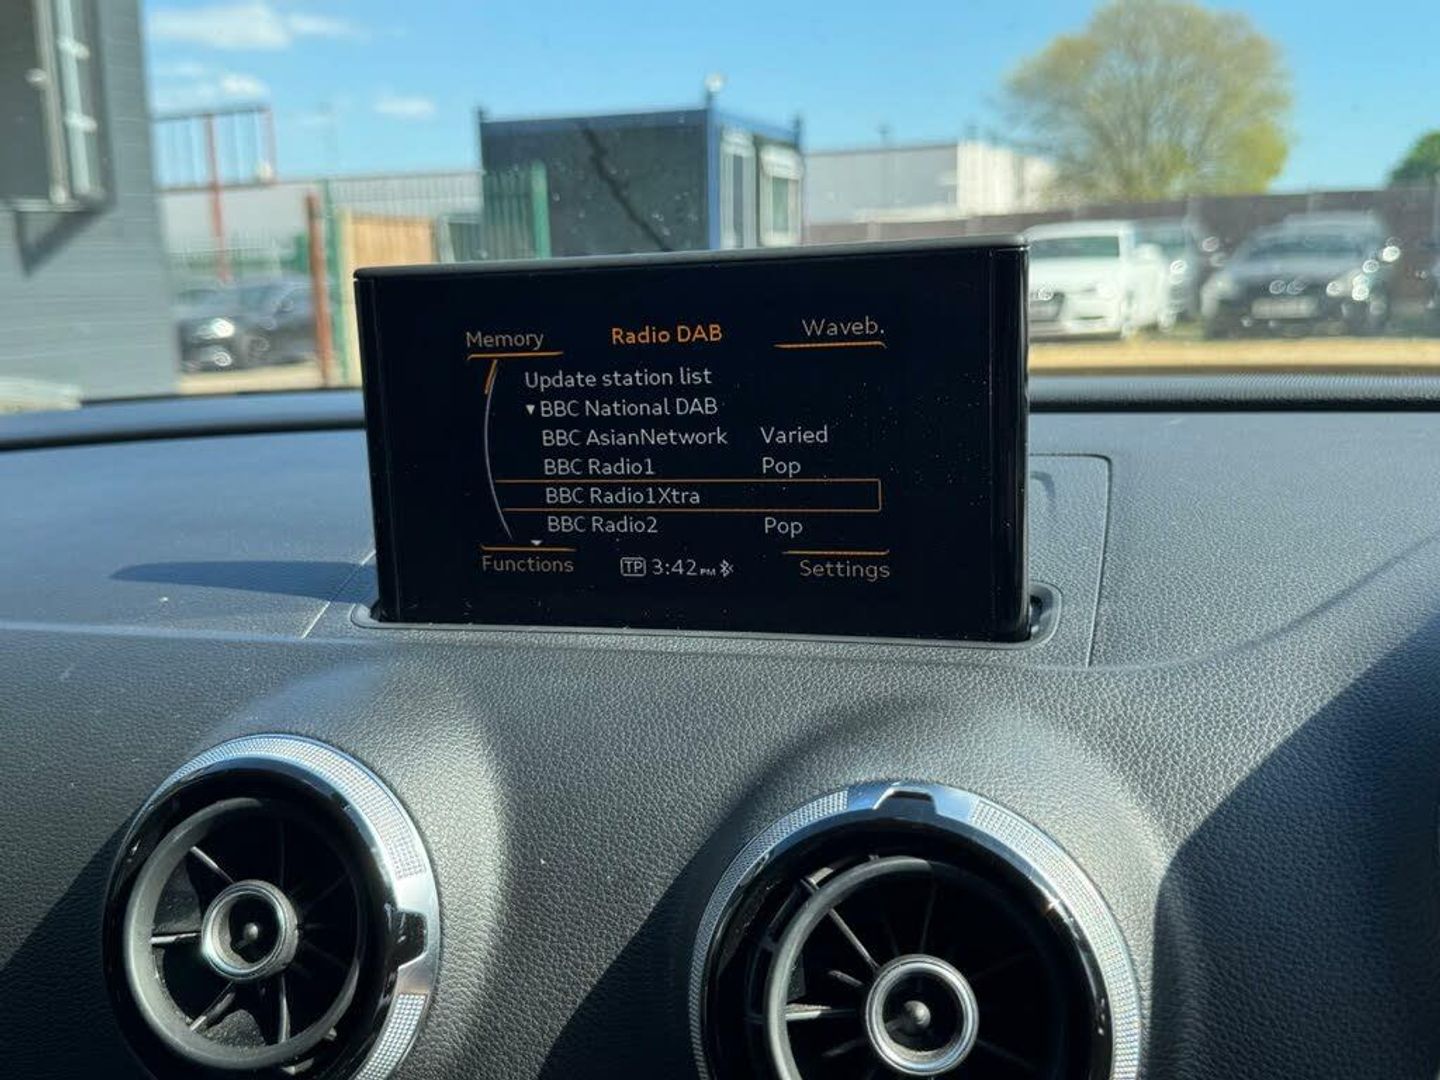 Memory Radio DAB Waveb.
Update station list
▼ BBC National DAB
BBC AsianNetwork Varied
BBC Radio1 Pop
BBC Radio1Xtra
BBC Radio2 Pop
Functions TP 3:42 PM Settings